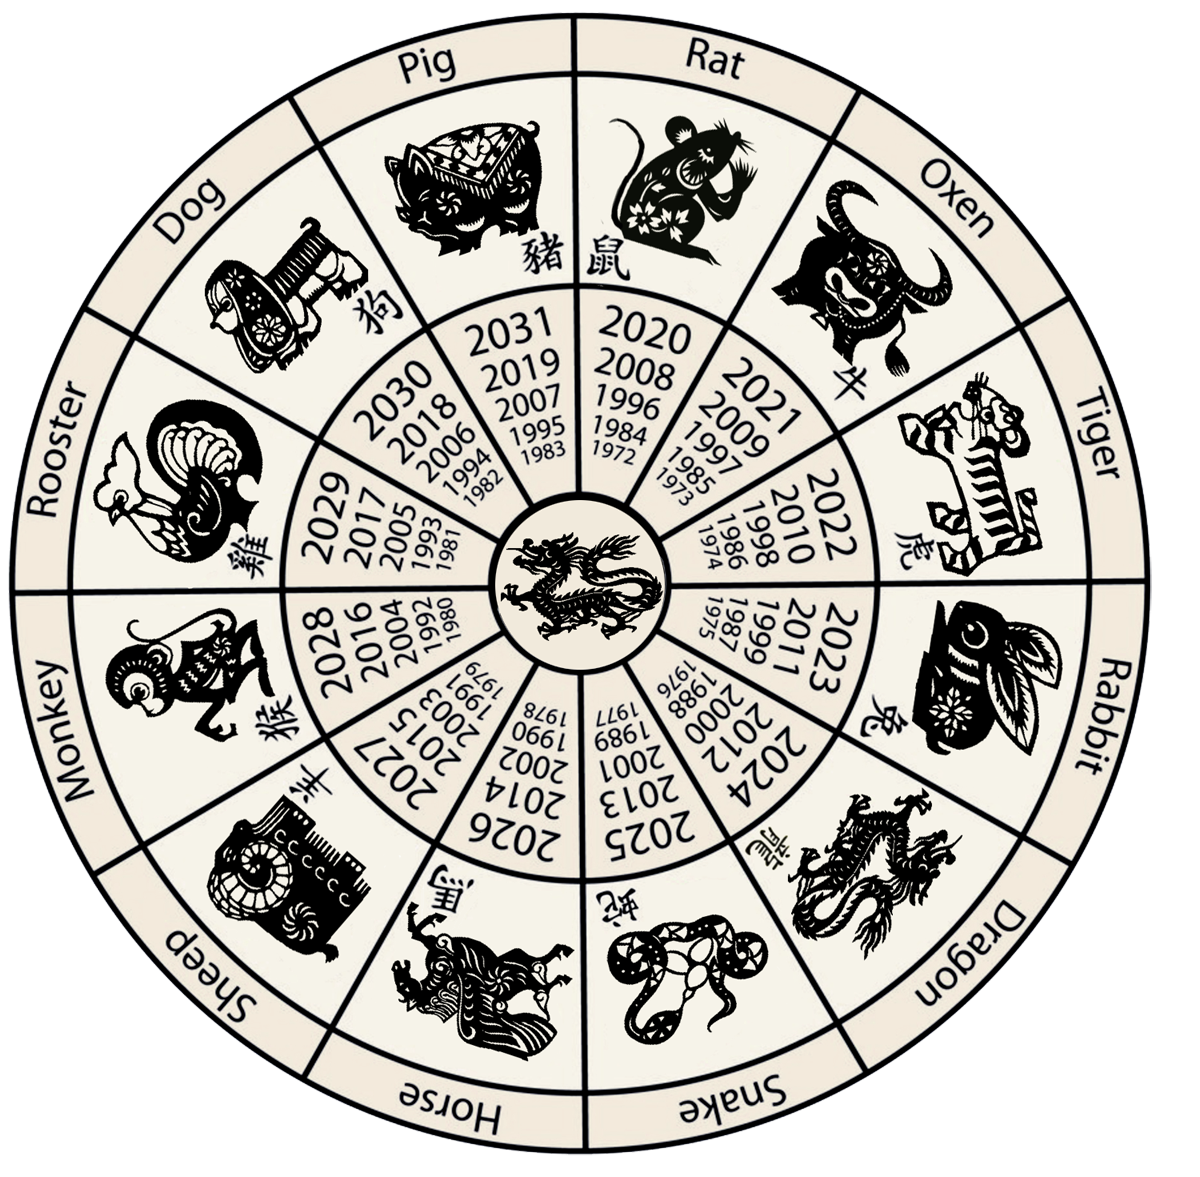 Rat
鼠
2020
2008
1996
1984
1972
Oxen
牛
2021
2009
1997
1985
1973
Tiger
虎
2022
2010
1998
1986
1974
Rabbit
兔
2023
2011
1999
1987
1975
Dragon
龍
2024
2012
2000
1988
1976
Snake
蛇
2025
2013
2001
1989
1977
Horse
馬
2026
2014
2002
1990
1978
Sheep
羊
2027
2015
2003
1991
1979
Monkey
猴
2028
2016
2004
1992
1980
Rooster
雞
2029
2017
2005
1993
1981
Dog
狗
2030
2018
2006
1994
1982
Pig
豬
2031
2019
2007
1995
1983